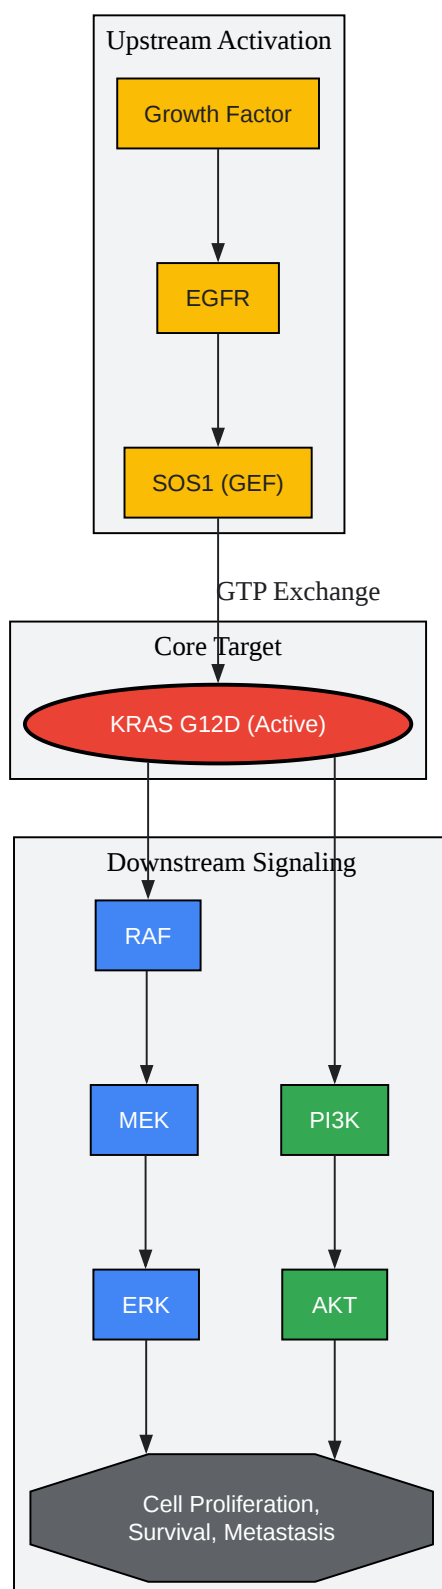 Upstream Activation
Growth Factor
EGFR
SOS1 (GEF)
GTP Exchange
Core Target
KRAS G12D (Active)
Downstream Signaling
RAF
MEK
PI3K
ERK
AKT
Cell Proliferation,
Survival, Metastasis